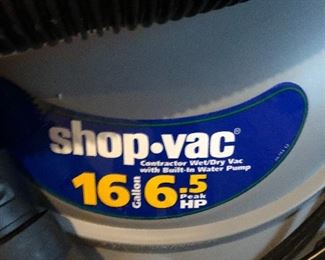 shop•vac®
Contractor Wet/Dry Vac
with Built-In Water Pump
16 Gallon 6.5 Peak HP